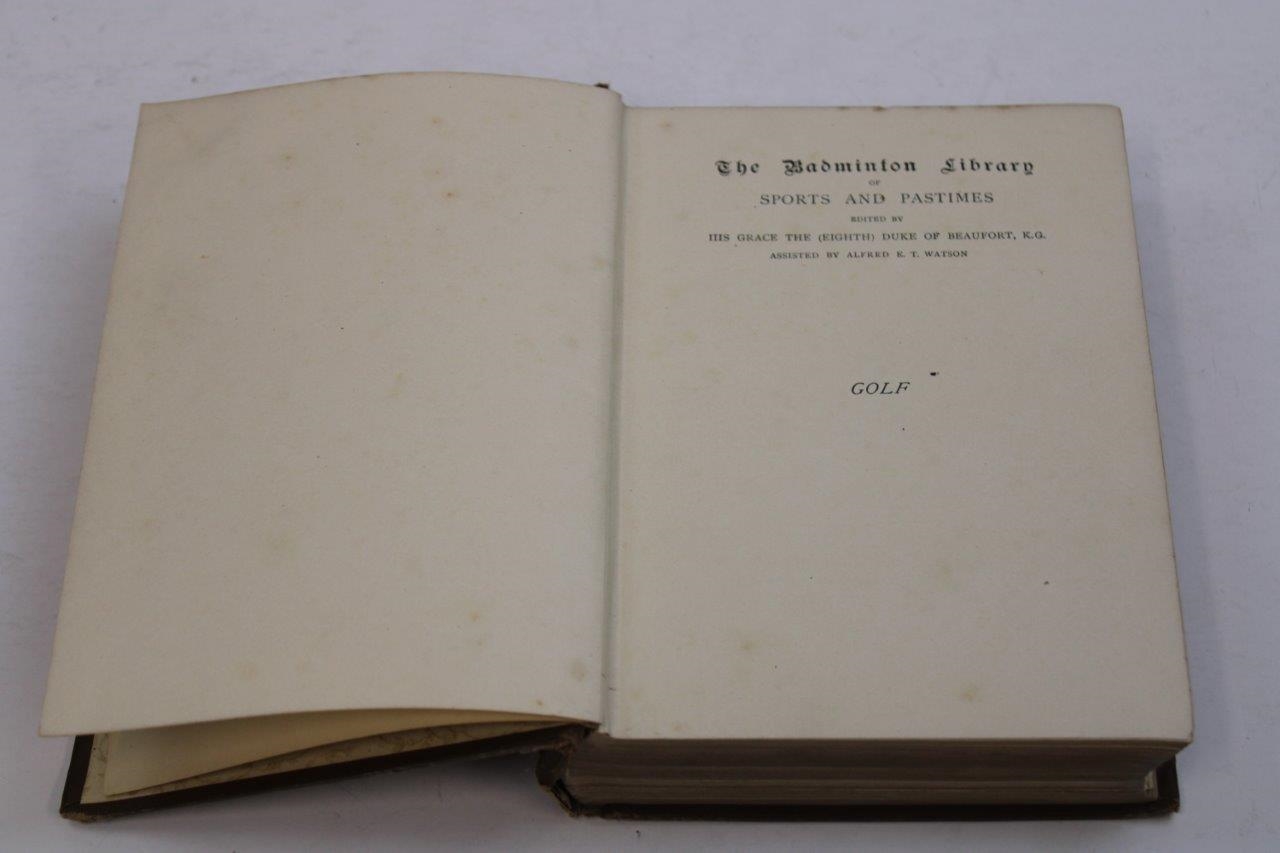 The Badminton Library
OF
SPORTS AND PASTIMES
EDITED BY
HIS GRACE THE (EIGHTH) DUKE OF BEAUFORT, K.G.
ASSISTED BY ALFRED E. T. WATSON
GOLF